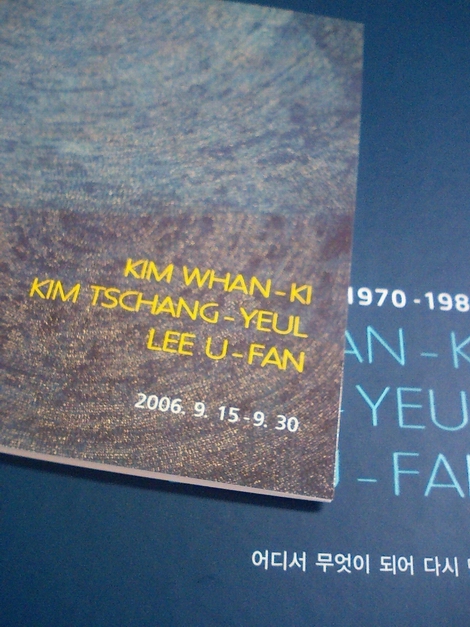 KIM WHAN-KI
KIM TSCHANG-YEUL
LEE U-FAN
2006. 9. 15-9. 30
1970-198
AN-K
-YEU
U-FA
어디서 무엇이 되어 다시